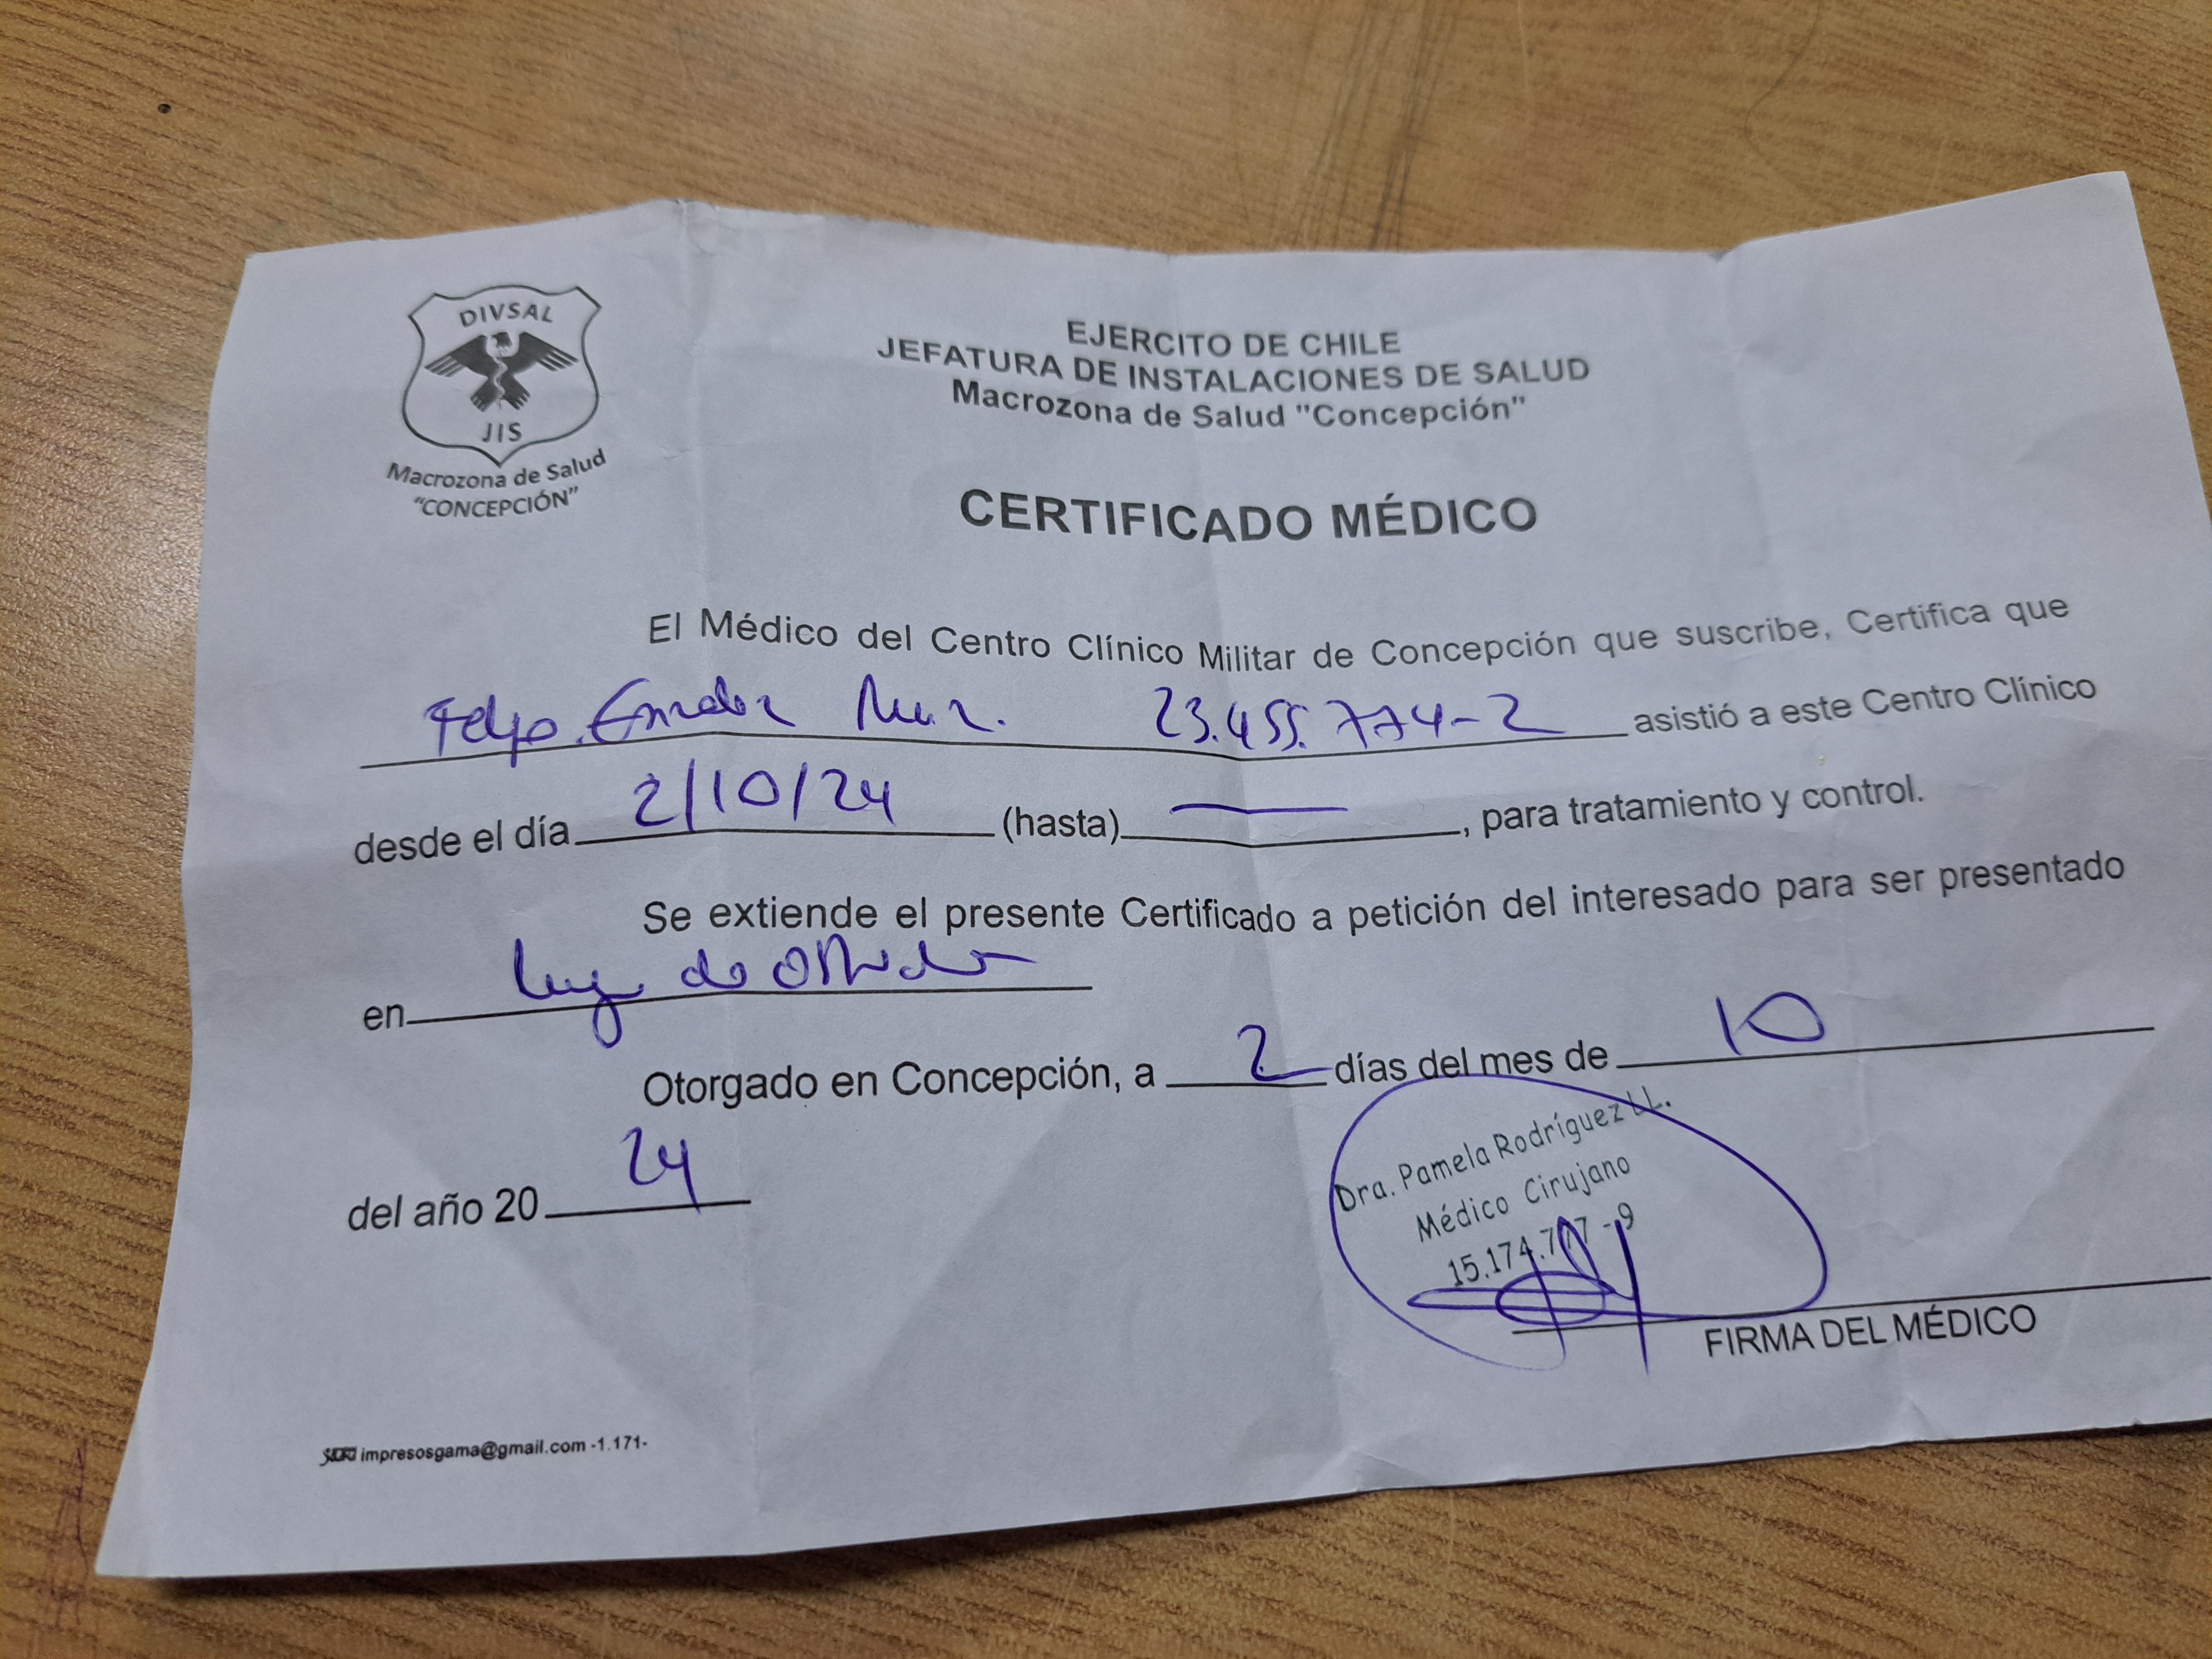 DIVSAL
JIS
Macrozona de Salud
"CONCEPCIÓN"
EJERCITO DE CHILE
JEFATURA DE INSTALACIONES DE SALUD
Macrozona de Salud "Concepción"
CERTIFICADO MÉDICO
El Médico del Centro Clínico Militar de Concepción que suscribe, Certifica que
23.455.774-2 asistió a este Centro Clínico
desde el día 2/10/24 (hasta) — , para tratamiento y control.
Se extiende el presente Certificado a petición del interesado para ser presentado
en de
Otorgado en Concepción, a 2 días del mes de 10
del año 20 24
Dra. Pamela Rodríguez LL.
Médico Cirujano
FIRMA DEL MÉDICO
impresosgama@gmail.com -1.171-